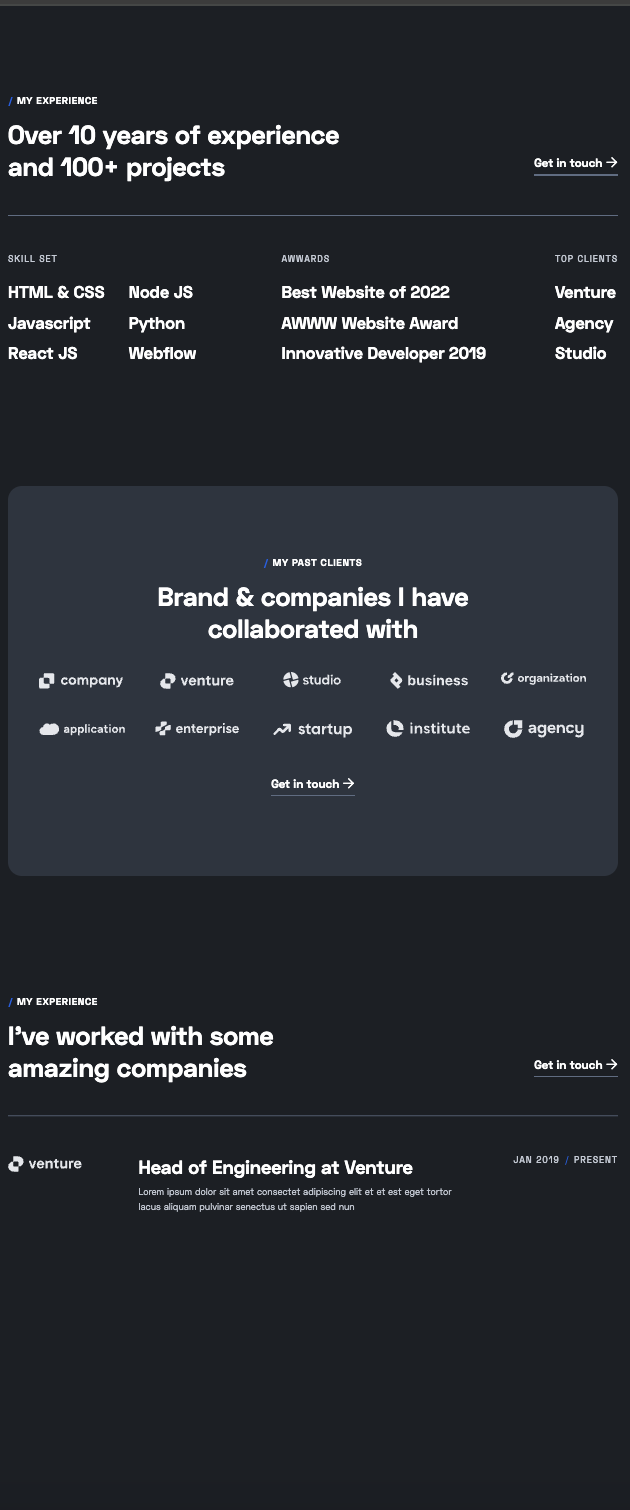 / MY EXPERIENCE
Over 10 years of experience
and 100+ projects
Get in touch →
SKILL SET
HTML & CSS
Javascript
React JS
Node JS
Python
Webflow
AWWARDS
Best Website of 2022
AWWW Website Award
Innovative Developer 2019
TOP CLIENTS
Venture
Agency
Studio
/ MY PAST CLIENTS
Brand & companies I have
collaborated with
company
venture
studio
business
organization
application
enterprise
startup
institute
agency
Get in touch →
/ MY EXPERIENCE
I've worked with some
amazing companies
Get in touch →
venture
Head of Engineering at Venture
Lorem ipsum dolor sit amet consectet adipiscing elit et et est eget tortor
lacus aliquam pulvinar senectus ut sapien sed nun
JAN 2019 / PRESENT